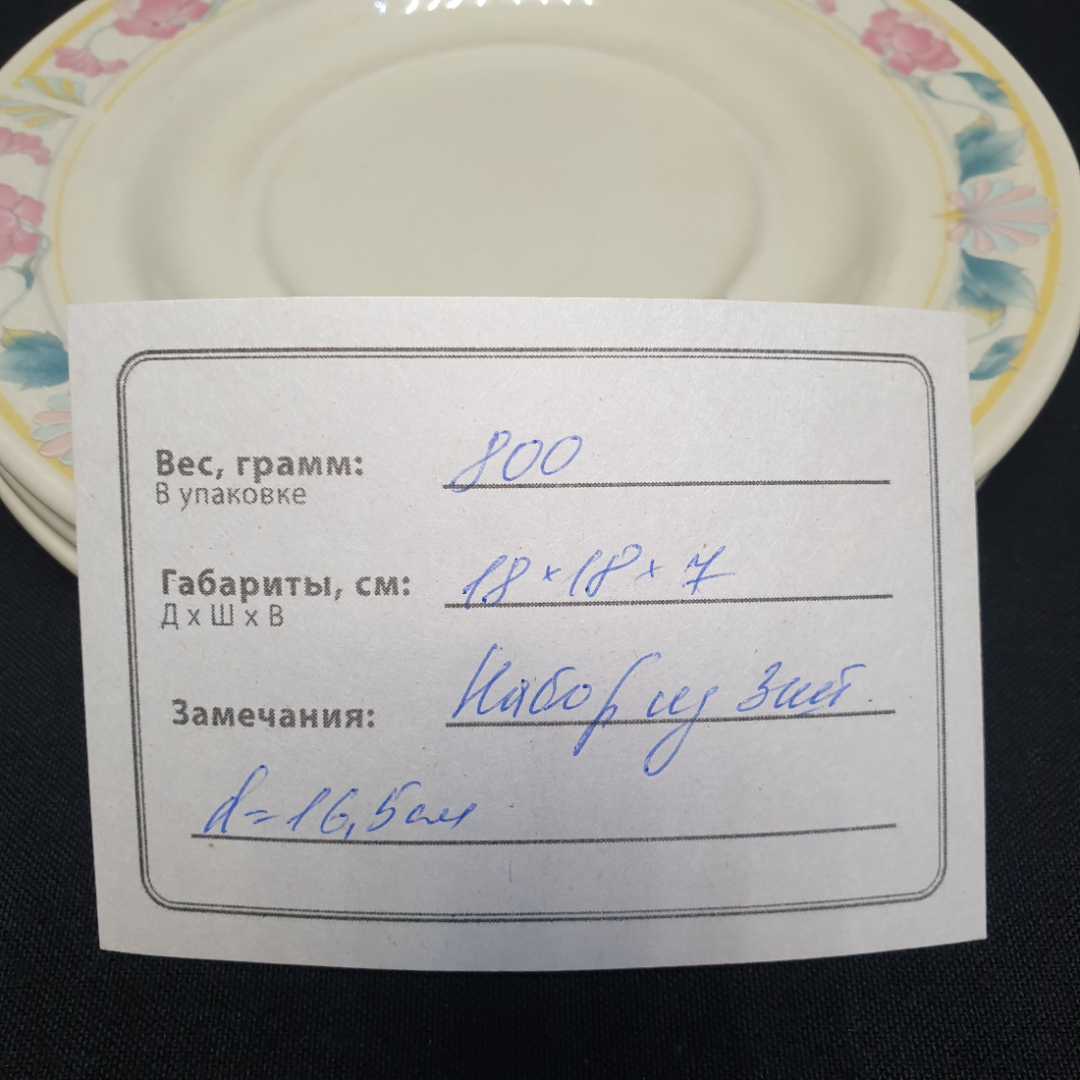 Вес, грамм: 800
В упаковке
Габариты, см: 18 x 18 x 7
Д х Ш х В
Замечания: Набор из 3шт.
d=16,5см